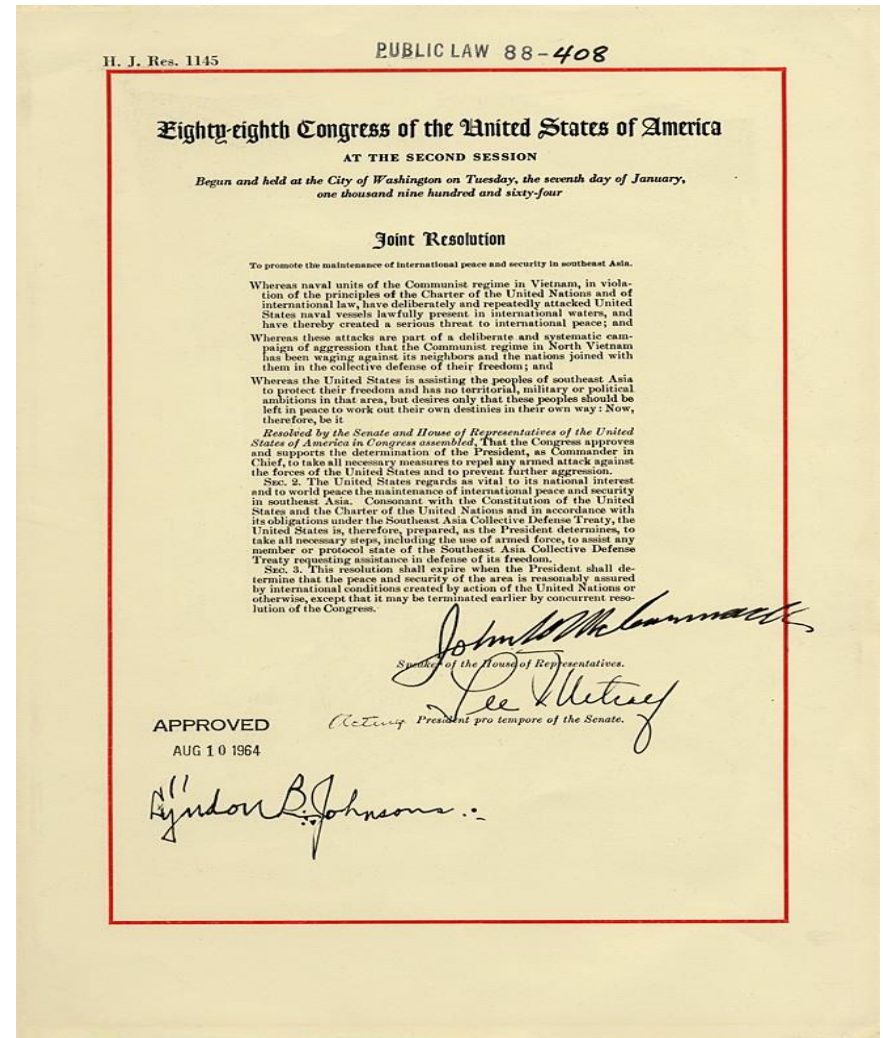 H. J. Res. 1145
PUBLIC LAW 88-408
Eighty-eighth Congress of the United States of America
AT THE SECOND SESSION
Begun and held at the City of Washington on Tuesday, the seventh day of January,
one thousand nine hundred and sixty-four
Joint Resolution
To promote the maintenance of international peace and security in southeast Asia.
Whereas naval units of the Communist regime in Vietnam, in viola-
tion of the principles of the Charter of the United Nations and of
international law, have deliberately and repeatedly attacked United
States naval vessels lawfully present in international waters, and
have thereby created a serious threat to international peace; and
Whereas these attacks are part of a deliberate and systematic cam-
paign of aggression that the Communist regime in North Vietnam
has been waging against its neighbors and the nations joined with
them in the collective defense of their freedom; and
Whereas the United States is assisting the peoples of southeast Asia
to protect their freedom and has no territorial, military or political
ambitions in that area, but desires only that these peoples should be
left in peace to work out their own destinies in their own way: Now,
therefore, be it
Resolved by the Senate and House of Representatives of the United
States of America in Congress assembled, That the Congress approves
and supports the determination of the President, as Commander in
Chief, to take all necessary measures to repel any armed attack against
the forces of the United States and to prevent further aggression.
SEC. 2. The United States regards as vital to its national interest
and to world peace the maintenance of international peace and security
in southeast Asia. Consonant with the Constitution of the United
States and the Charter of the United Nations and in accordance with
its obligations under the Southeast Asia Collective Defense Treaty, the
United States is, therefore, prepared, as the President determines, to
take all necessary steps, including the use of armed force, to assist any
member or protocol state of the Southeast Asia Collective Defense
Treaty requesting assistance in defense of its freedom.
SEC. 3. This resolution shall expire when the President shall de-
termine that the peace and security of the area is reasonably assured
by international conditions created by action of the United Nations or
otherwise, except that it may be terminated earlier by concurrent reso-
lution of the Congress.
John W McCormack
Speaker of the House of Representatives.
Lee Metcalf
Acting President pro tempore of the Senate.
APPROVED
AUG 10 1964
Lyndon B. Johnson